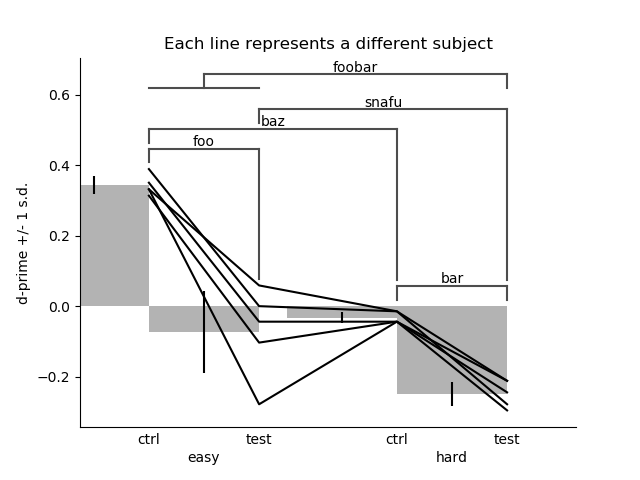 Each line represents a different subject
foobar
snafu
baz
foo
bar
d-prime +/- 1 s.d.
0.6
0.4
0.2
0.0
−0.2
ctrl test ctrl test
easy hard